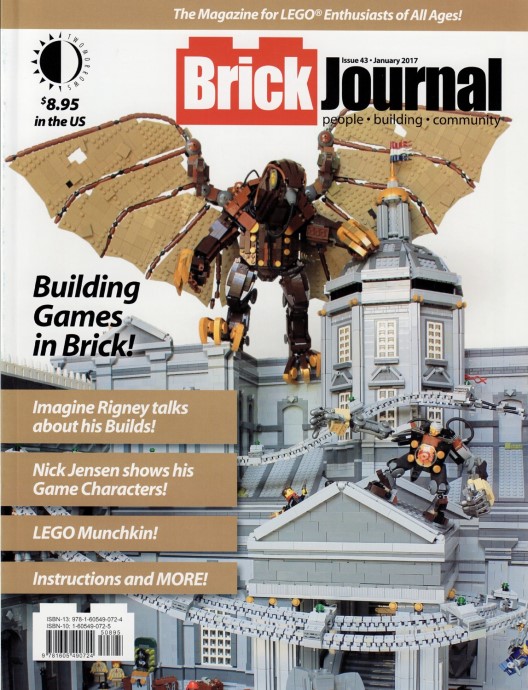 The Magazine for LEGO® Enthusiasts of All Ages!
TWOMORROWS
$8.95
in the US
Issue 43 • January 2017
BrickJournal
people • building • community
Building
Games
in Brick!
Imagine Rigney talks
about his Builds!
Nick Jensen shows his
Game Characters!
LEGO Munchkin!
Instructions and MORE!
ISBN-13: 978-1-60549-072-4
ISBN-10: 1-60549-072-5
50895
9 781605 490724